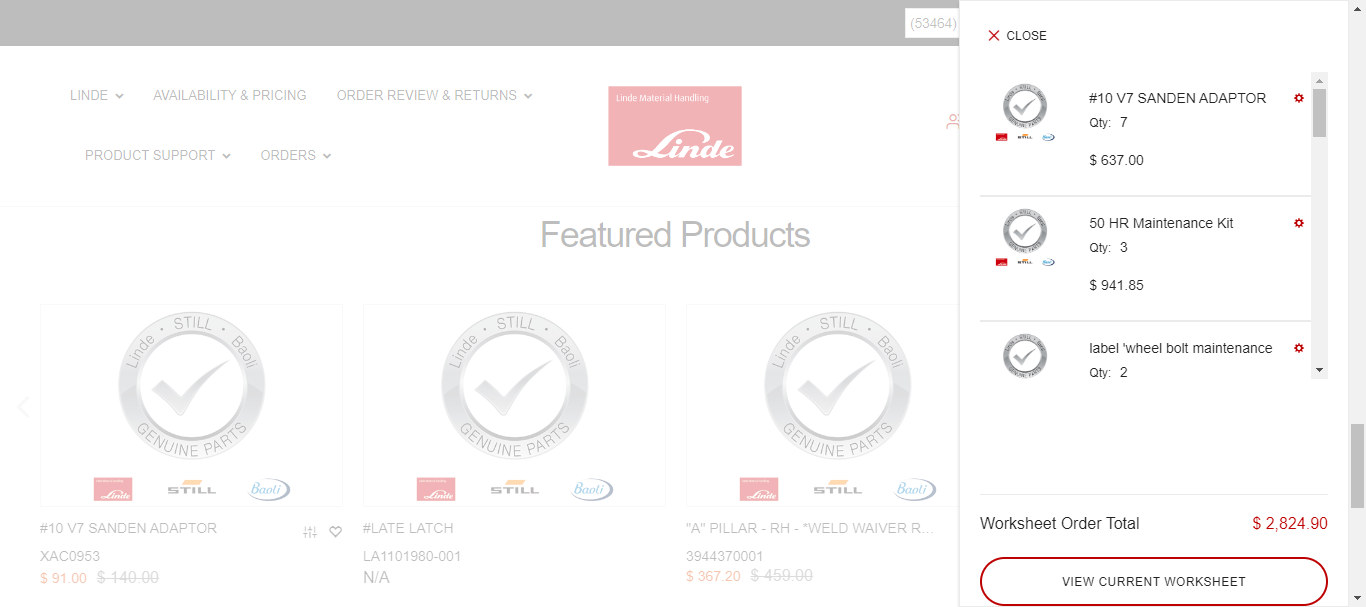 (53464)
CLOSE
LINDE
AVAILABILITY & PRICING
ORDER REVIEW & RETURNS
PRODUCT SUPPORT
ORDERS
Linde Material Handling
Linde
Featured Products
Linde · STILL · Baoli
GENUINE PARTS
Linde
STILL
Baoli
#10 V7 SANDEN ADAPTOR
XAC0953
$ 91.00 $ 140.00
Linde · STILL · Baoli
GENUINE PARTS
Linde
STILL
Baoli
#LATE LATCH
LA1101980-001
N/A
Linde · STILL · Baoli
GENUINE PARTS
Linde
STILL
Baoli
"A" PILLAR - RH - *WELD WAIVER R...
3944370001
$ 367.20 $ 459.00
#10 V7 SANDEN ADAPTOR
Qty: 7
$ 637.00
50 HR Maintenance Kit
Qty: 3
$ 941.85
label 'wheel bolt maintenance
Qty: 2
Worksheet Order Total
$ 2,824.90
VIEW CURRENT WORKSHEET